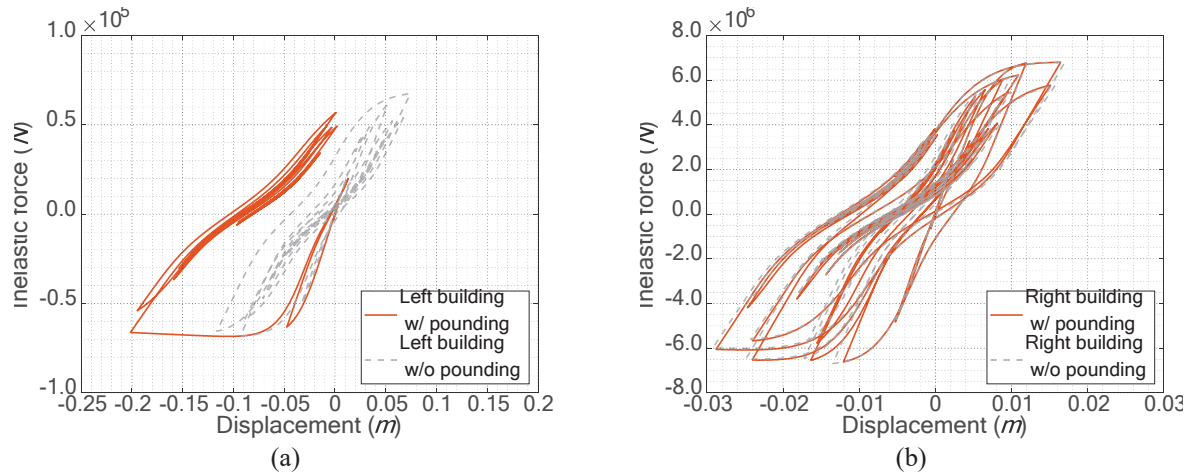 1.0 ×10⁵
0.5
0.0
-0.5
-1.0
-0.25 -0.2 -0.15 -0.1 -0.05 0 0.05 0.1 0.15 0.2
Inelastic force (N)
Displacement (m)
Left building
w/ pounding
Left building
w/o pounding
(a)
8.0 ×10⁶
6.0
4.0
2.0
0.0
-2.0
-4.0
-6.0
-8.0
-0.03 -0.02 -0.01 0 0.01 0.02 0.03
Inelastic force (N)
Displacement (m)
Right building
w/ pounding
Right building
w/o pounding
(b)